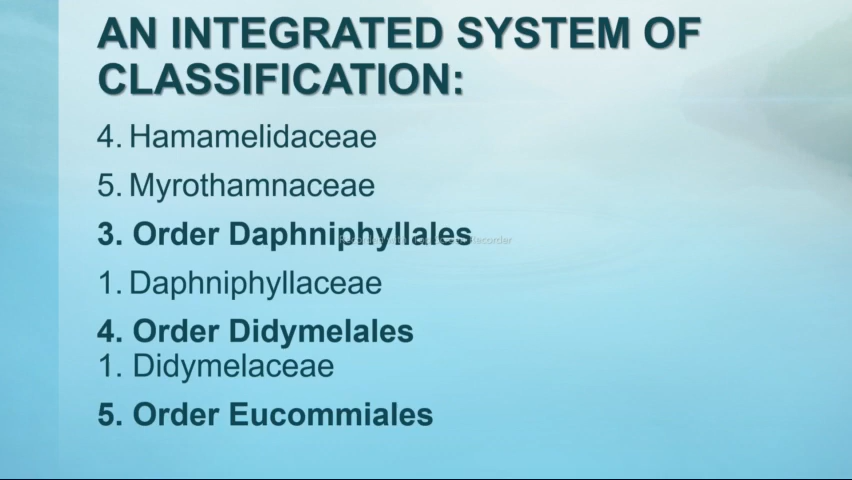 AN INTEGRATED SYSTEM OF
CLASSIFICATION:
4. Hamamelidaceae
5. Myrothamnaceae
3. Order Daphniphyllales
1. Daphniphyllaceae
4. Order Didymelales
1. Didymelaceae
5. Order Eucommiales